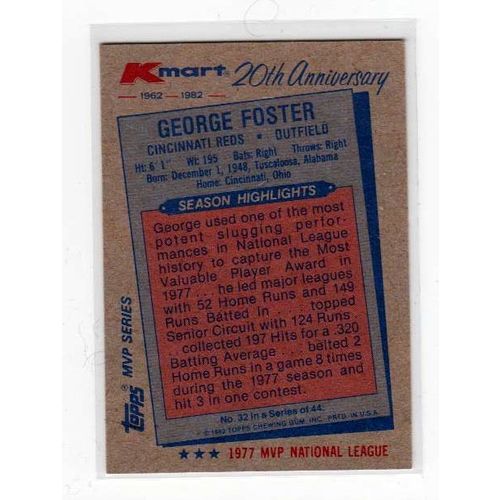 Kmart® 20th Anniversary
1962 — 1982
GEORGE FOSTER
CINCINNATI REDS • OUTFIELD
Ht: 6'1" Wt: 195 Bats: Right Throws: Right
Born: December 1, 1948, Tuscaloosa, Alabama
Home: Cincinnati, Ohio
SEASON HIGHLIGHTS
George used one of the most
potent slugging perfor-
mances in National League
history to capture the Most
Valuable Player Award in
1977 . . . he led major leagues
with 52 Home Runs and 149
Runs Batted In . . . topped
Senior Circuit with 124 Runs
. . . collected 197 Hits for a .320
Batting Average . . . belted 2
Home Runs in a game 8 times
during the 1977 season and
hit 3 in one contest.
No. 32 in a Series of 44.
© 1982 TOPPS CHEWING GUM, INC. PRTD. IN U.S.A.
TOPPS® MVP SERIES
★★★ 1977 MVP NATIONAL LEAGUE